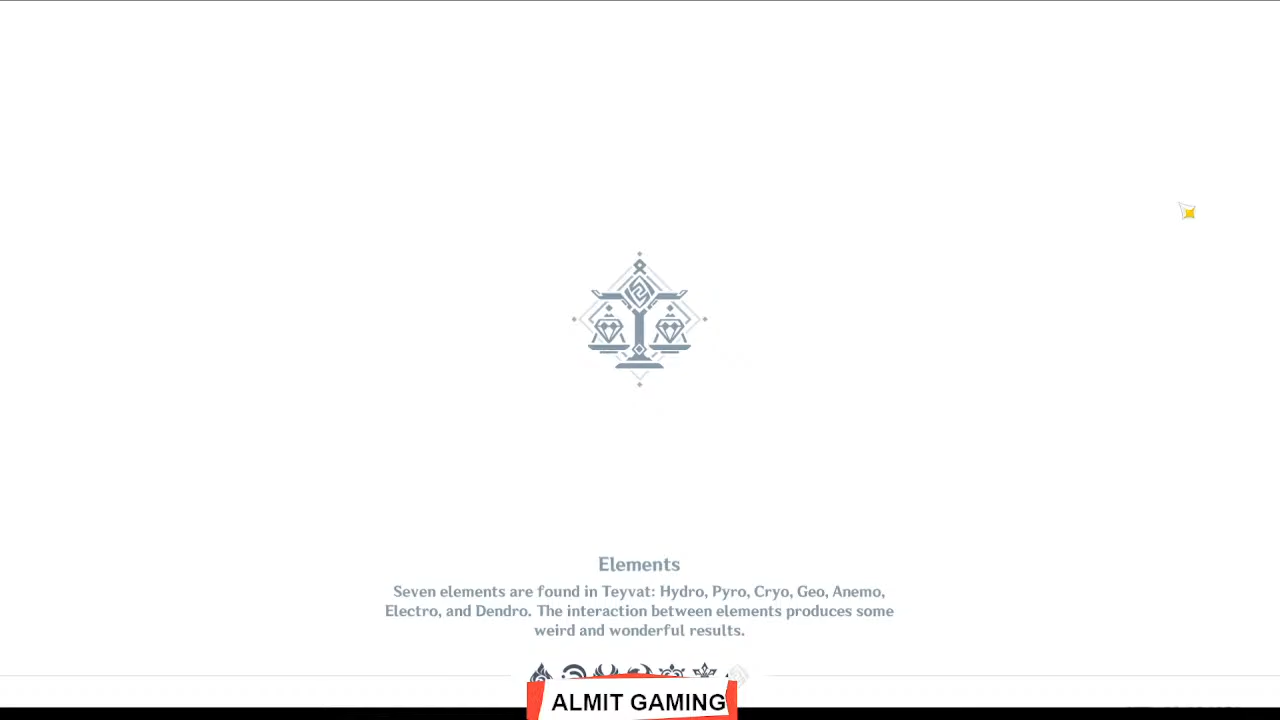 Elements
Seven elements are found in Teyvat: Hydro, Pyro, Cryo, Geo, Anemo,
Electro, and Dendro. The interaction between elements produces some
weird and wonderful results.
ALMIT GAMING